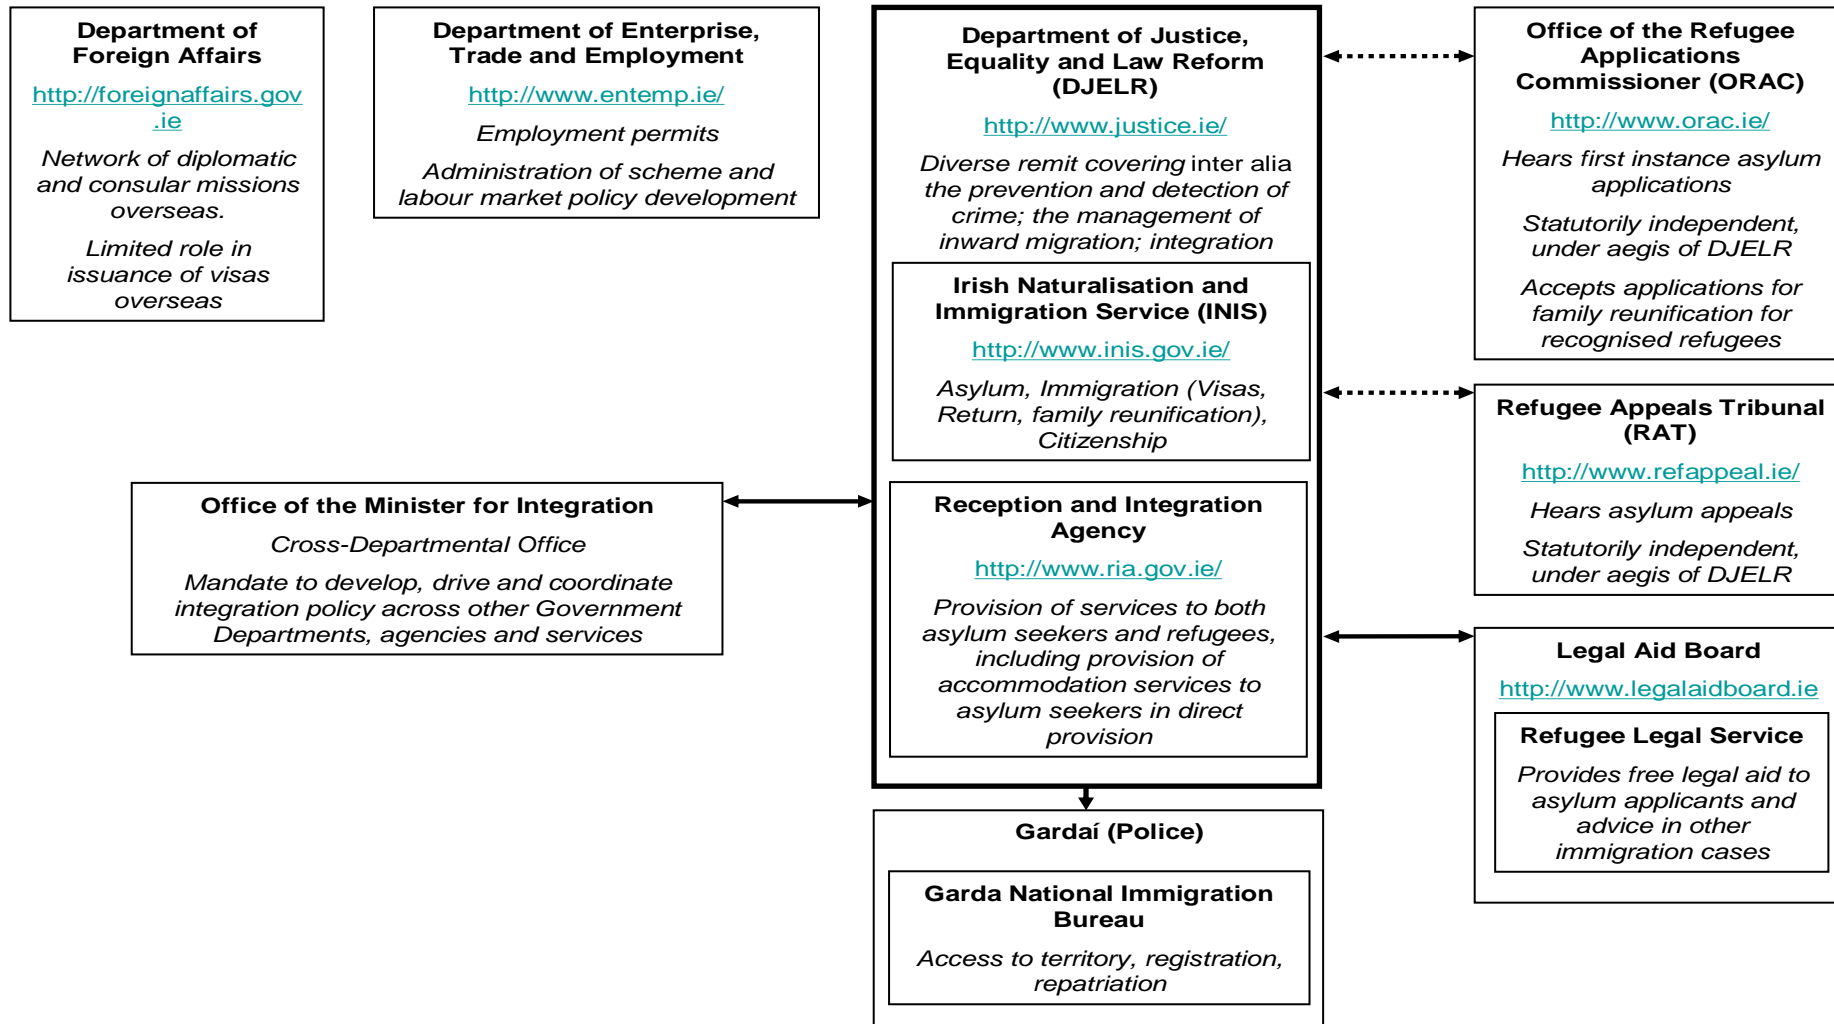 Department of
Foreign Affairs
http://foreignaffairs.gov
.ie
Network of diplomatic
and consular missions
overseas.
Limited role in
issuance of visas
overseas
Department of Enterprise,
Trade and Employment
http://www.entemp.ie/
Employment permits
Administration of scheme and
labour market policy development
Department of Justice,
Equality and Law Reform
(DJELR)
http://www.justice.ie/
Diverse remit covering inter alia
the prevention and detection of
crime; the management of
inward migration; integration
Irish Naturalisation and
Immigration Service (INIS)
http://www.inis.gov.ie/
Asylum, Immigration (Visas,
Return, family reunification),
Citizenship
Reception and Integration
Agency
http://www.ria.gov.ie/
Provision of services to both
asylum seekers and refugees,
including provision of
accommodation services to
asylum seekers in direct
provision
Office of the Refugee
Applications
Commissioner (ORAC)
http://www.orac.ie/
Hears first instance asylum
applications
Statutorily independent,
under aegis of DJELR
Accepts applications for
family reunification for
recognised refugees
Refugee Appeals Tribunal
(RAT)
http://www.refappeal.ie/
Hears asylum appeals
Statutorily independent,
under aegis of DJELR
Office of the Minister for Integration
Cross-Departmental Office
Mandate to develop, drive and coordinate
integration policy across other Government
Departments, agencies and services
Legal Aid Board
http://www.legalaidboard.ie
Refugee Legal Service
Provides free legal aid to
asylum applicants and
advice in other
immigration cases
Gardaí (Police)
Garda National Immigration
Bureau
Access to territory, registration,
repatriation